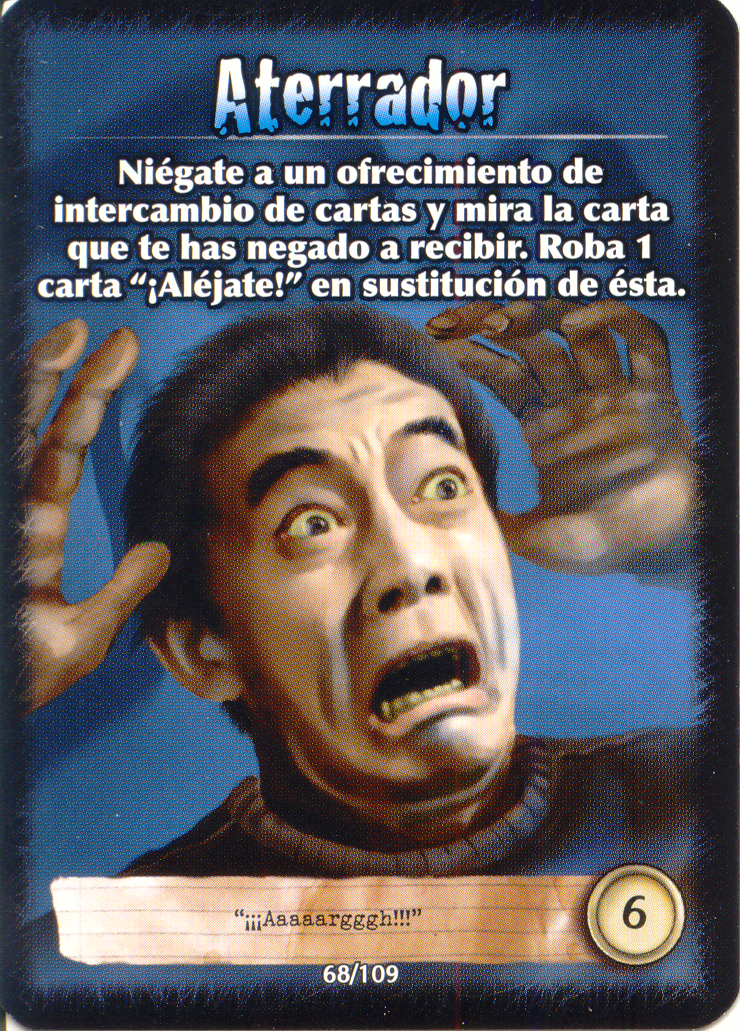 Aterrador
Niégate a un ofrecimiento de
intercambio de cartas y mira la carta
que te has negado a recibir. Roba 1
carta “¡Aléjate!” en sustitución de ésta.
“¡¡¡Aaaaargggh!!!”
6
68/109